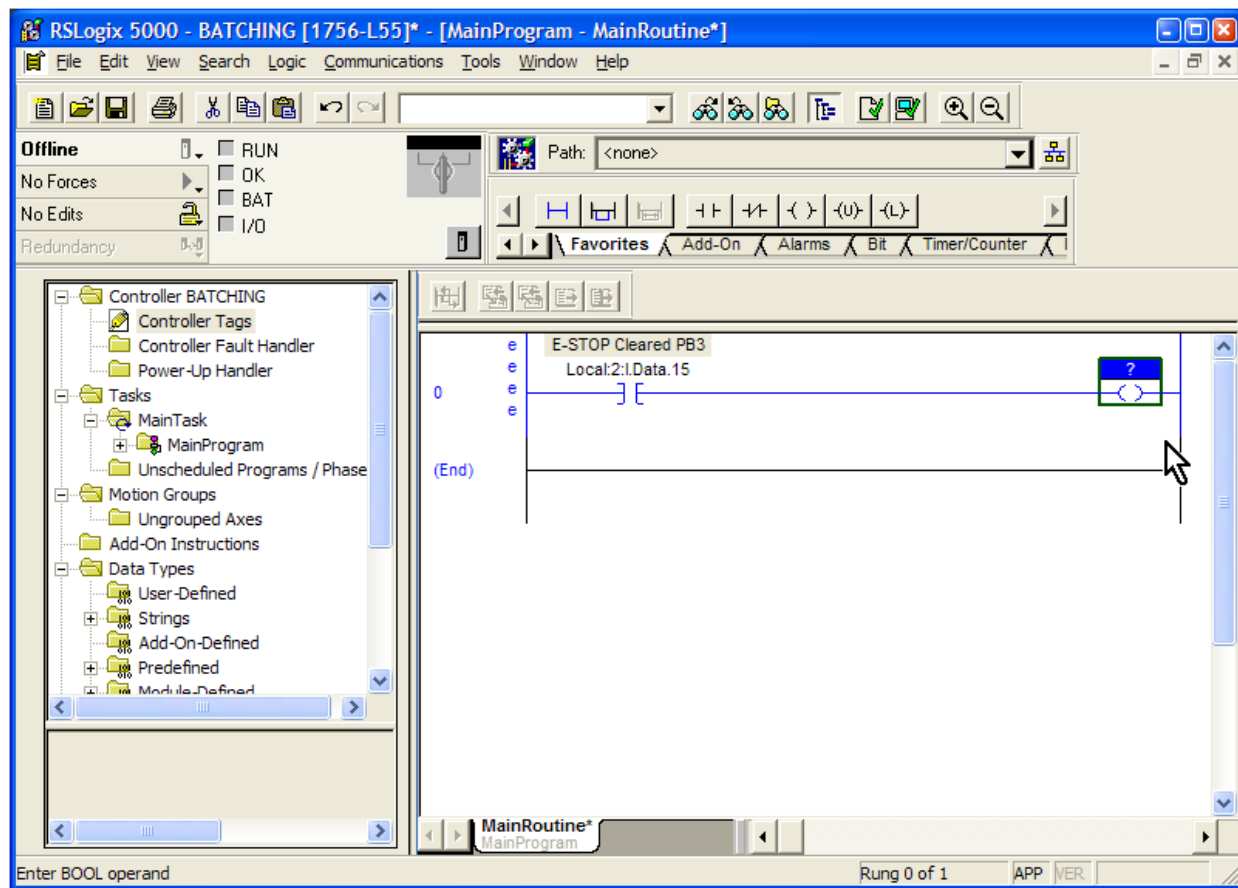 RSLogix 5000 - BATCHING [1756-L55]* - [MainProgram - MainRoutine*]
File Edit View Search Logic Communications Tools Window Help
Offline
RUN
No Forces
OK
No Edits
BAT
Redundancy
I/O
Path: <none>
Favorites Add-On Alarms Bit Timer/Counter
Controller BATCHING
Controller Tags
Controller Fault Handler
Power-Up Handler
Tasks
MainTask
MainProgram
Unscheduled Programs / Phase
Motion Groups
Ungrouped Axes
Add-On Instructions
Data Types
User-Defined
Strings
Add-On-Defined
Predefined
Module-Defined
e E-STOP Cleared PB3
e Local:2:I.Data.15 ?
0 e
e
(End)
MainRoutine*
MainProgram
Enter BOOL operand Rung 0 of 1 APP VER